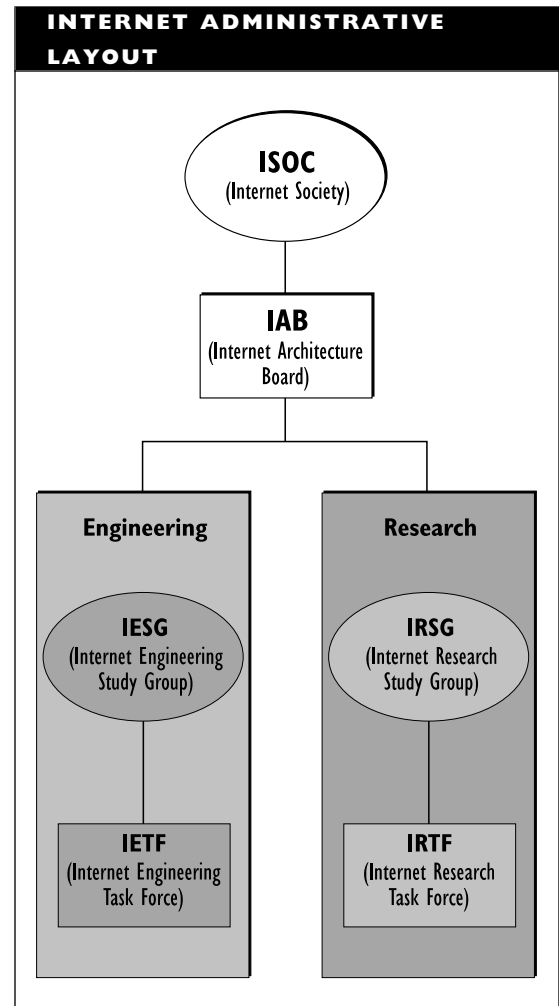 INTERNET ADMINISTRATIVE
LAYOUT
ISOC
(Internet Society)
IAB
(Internet Architecture
Board)
Engineering
IESG
(Internet Engineering
Study Group)
IETF
(Internet Engineering
Task Force)
Research
IRSG
(Internet Research
Study Group)
IRTF
(Internet Research
Task Force)